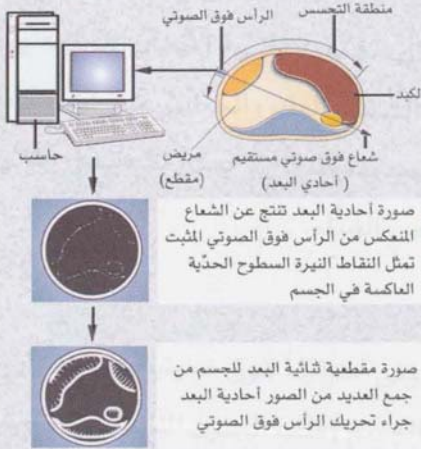 منطقة التحسس
الرأس فوق الصوتي
الكبد
حاسب
مريض
(مقطع)
شعاع فوق صوتي مستقيم
(أحادي البعد)
صورة أحادية البعد تنتج عن الشعاع
المنعكس من الرأس فوق الصوتي المثبت
تمثل النقاط النيرة السطوح الحدّية
العاكسة في الجسم
صورة مقطعية ثنائية البعد للجسم من
جمع العديد من الصور أحادية البعد
جراء تحريك الرأس فوق الصوتي